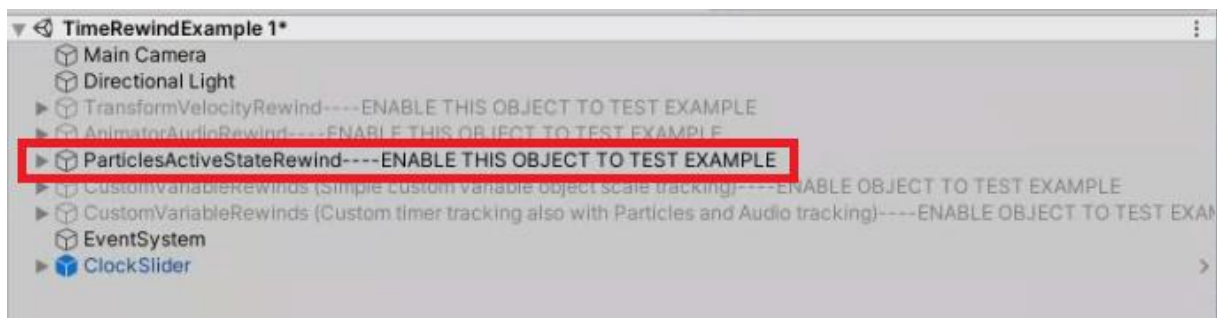 TimeRewindExample 1*
Main Camera
Directional Light
TransformVelocityRewind----ENABLE THIS OBJECT TO TEST EXAMPLE
AnimatorAudioRewind----ENABLE THIS OBJECT TO TEST EXAMPLE
ParticlesActiveStateRewind----ENABLE THIS OBJECT TO TEST EXAMPLE
CustomVariableRewinds (Simple custom variable object scale tracking)----ENABLE OBJECT TO TEST EXAMPLE
CustomVariableRewinds (Custom timer tracking also with Particles and Audio tracking)----ENABLE OBJECT TO TEST EXAM
EventSystem
ClockSlider